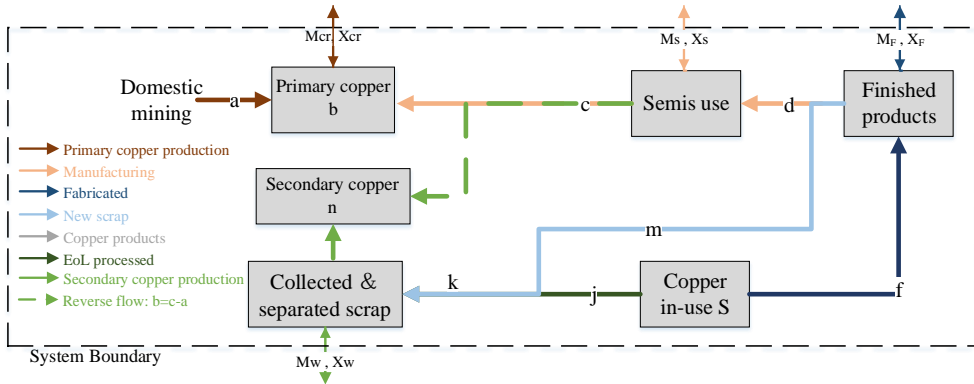 Mcr, Xcr
Ms , Xs
MF , XF
Domestic
mining
a
Primary copper
b
c
Semis use
d
Finished
products
Primary copper production
Manufacturing
Fabricated
New scrap
Copper products
EoL processed
Secondary copper production
Reverse flow: b=c-a
Secondary copper
n
m
Collected &
separated scrap
k
j
Copper
in-use S
f
System Boundary
Mw , Xw